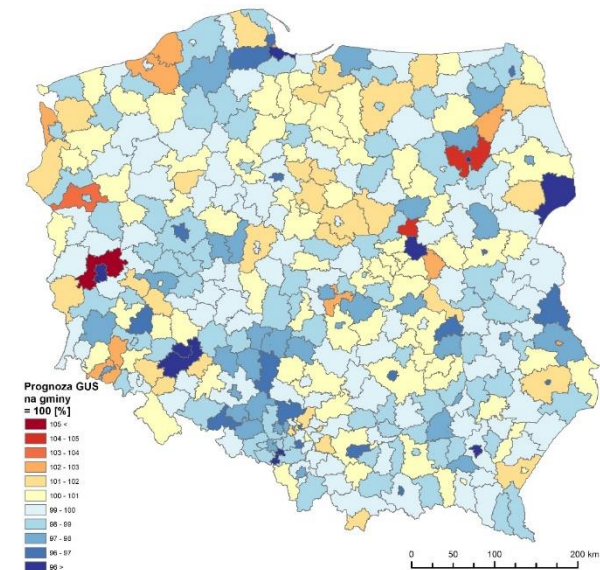 Prognoza GUS
na gminy
= 100 [%]
105 <
104 - 105
103 - 104
102 - 103
101 - 102
100 - 101
99 - 100
98 - 99
97 - 98
96 - 97
96 >
0 50 100 200 km